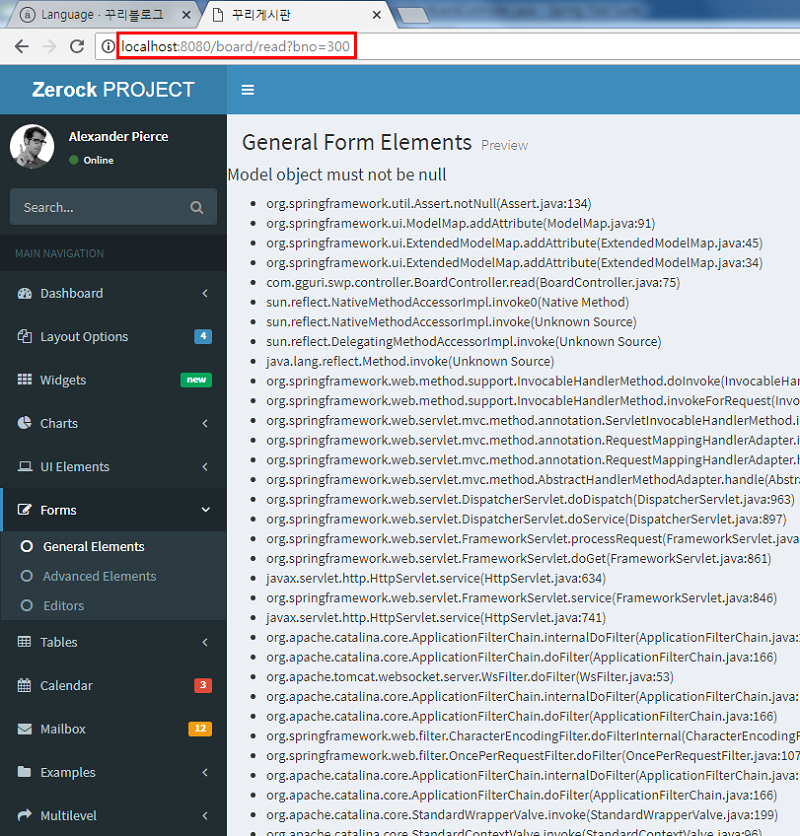 Language · 꾸리블로그
꾸리게시판
localhost:8080/board/read?bno=300
Zerock PROJECT
Alexander Pierce
Online
Search...
MAIN NAVIGATION
Dashboard
Layout Options 4
Widgets new
Charts
UI Elements
Forms
General Elements
Advanced Elements
Editors
Tables
Calendar 3
Mailbox 12
Examples
Multilevel
General Form Elements Preview
Model object must not be null
org.springframework.util.Assert.notNull(Assert.java:134)
org.springframework.ui.ModelMap.addAttribute(ModelMap.java:91)
org.springframework.ui.ExtendedModelMap.addAttribute(ExtendedModelMap.java:45)
org.springframework.ui.ExtendedModelMap.addAttribute(ExtendedModelMap.java:34)
com.gguri.swp.controller.BoardController.read(BoardController.java:75)
sun.reflect.NativeMethodAccessorImpl.invoke0(Native Method)
sun.reflect.NativeMethodAccessorImpl.invoke(Unknown Source)
sun.reflect.DelegatingMethodAccessorImpl.invoke(Unknown Source)
java.lang.reflect.Method.invoke(Unknown Source)
org.springframework.web.method.support.InvocableHandlerMethod.doInvoke(InvocableHan
org.springframework.web.method.support.InvocableHandlerMethod.invokeForRequest(Invo
org.springframework.web.servlet.mvc.method.annotation.ServletInvocableHandlerMethod.i
org.springframework.web.servlet.mvc.method.annotation.RequestMappingHandlerAdapter.i
org.springframework.web.servlet.mvc.method.annotation.RequestMappingHandlerAdapter.h
org.springframework.web.servlet.mvc.method.AbstractHandlerMethodAdapter.handle(Abstra
org.springframework.web.servlet.DispatcherServlet.doDispatch(DispatcherServlet.java:963)
org.springframework.web.servlet.DispatcherServlet.doService(DispatcherServlet.java:897)
org.springframework.web.servlet.FrameworkServlet.processRequest(FrameworkServlet.java
org.springframework.web.servlet.FrameworkServlet.doGet(FrameworkServlet.java:861)
javax.servlet.http.HttpServlet.service(HttpServlet.java:634)
org.springframework.web.servlet.FrameworkServlet.service(FrameworkServlet.java:846)
javax.servlet.http.HttpServlet.service(HttpServlet.java:741)
org.apache.catalina.core.ApplicationFilterChain.internalDoFilter(ApplicationFilterChain.java:
org.apache.catalina.core.ApplicationFilterChain.doFilter(ApplicationFilterChain.java:166)
org.apache.tomcat.websocket.server.WsFilter.doFilter(WsFilter.java:53)
org.apache.catalina.core.ApplicationFilterChain.internalDoFilter(ApplicationFilterChain.java:
org.apache.catalina.core.ApplicationFilterChain.doFilter(ApplicationFilterChain.java:166)
org.springframework.web.filter.CharacterEncodingFilter.doFilterInternal(CharacterEncodingF
org.springframework.web.filter.OncePerRequestFilter.doFilter(OncePerRequestFilter.java:107
org.apache.catalina.core.ApplicationFilterChain.internalDoFilter(ApplicationFilterChain.java:
org.apache.catalina.core.ApplicationFilterChain.doFilter(ApplicationFilterChain.java:166)
org.apache.catalina.core.StandardWrapperValve.invoke(StandardWrapperValve.java:199)
org.apache.catalina.core.StandardContextValve.invoke(StandardContextValve.java:96)